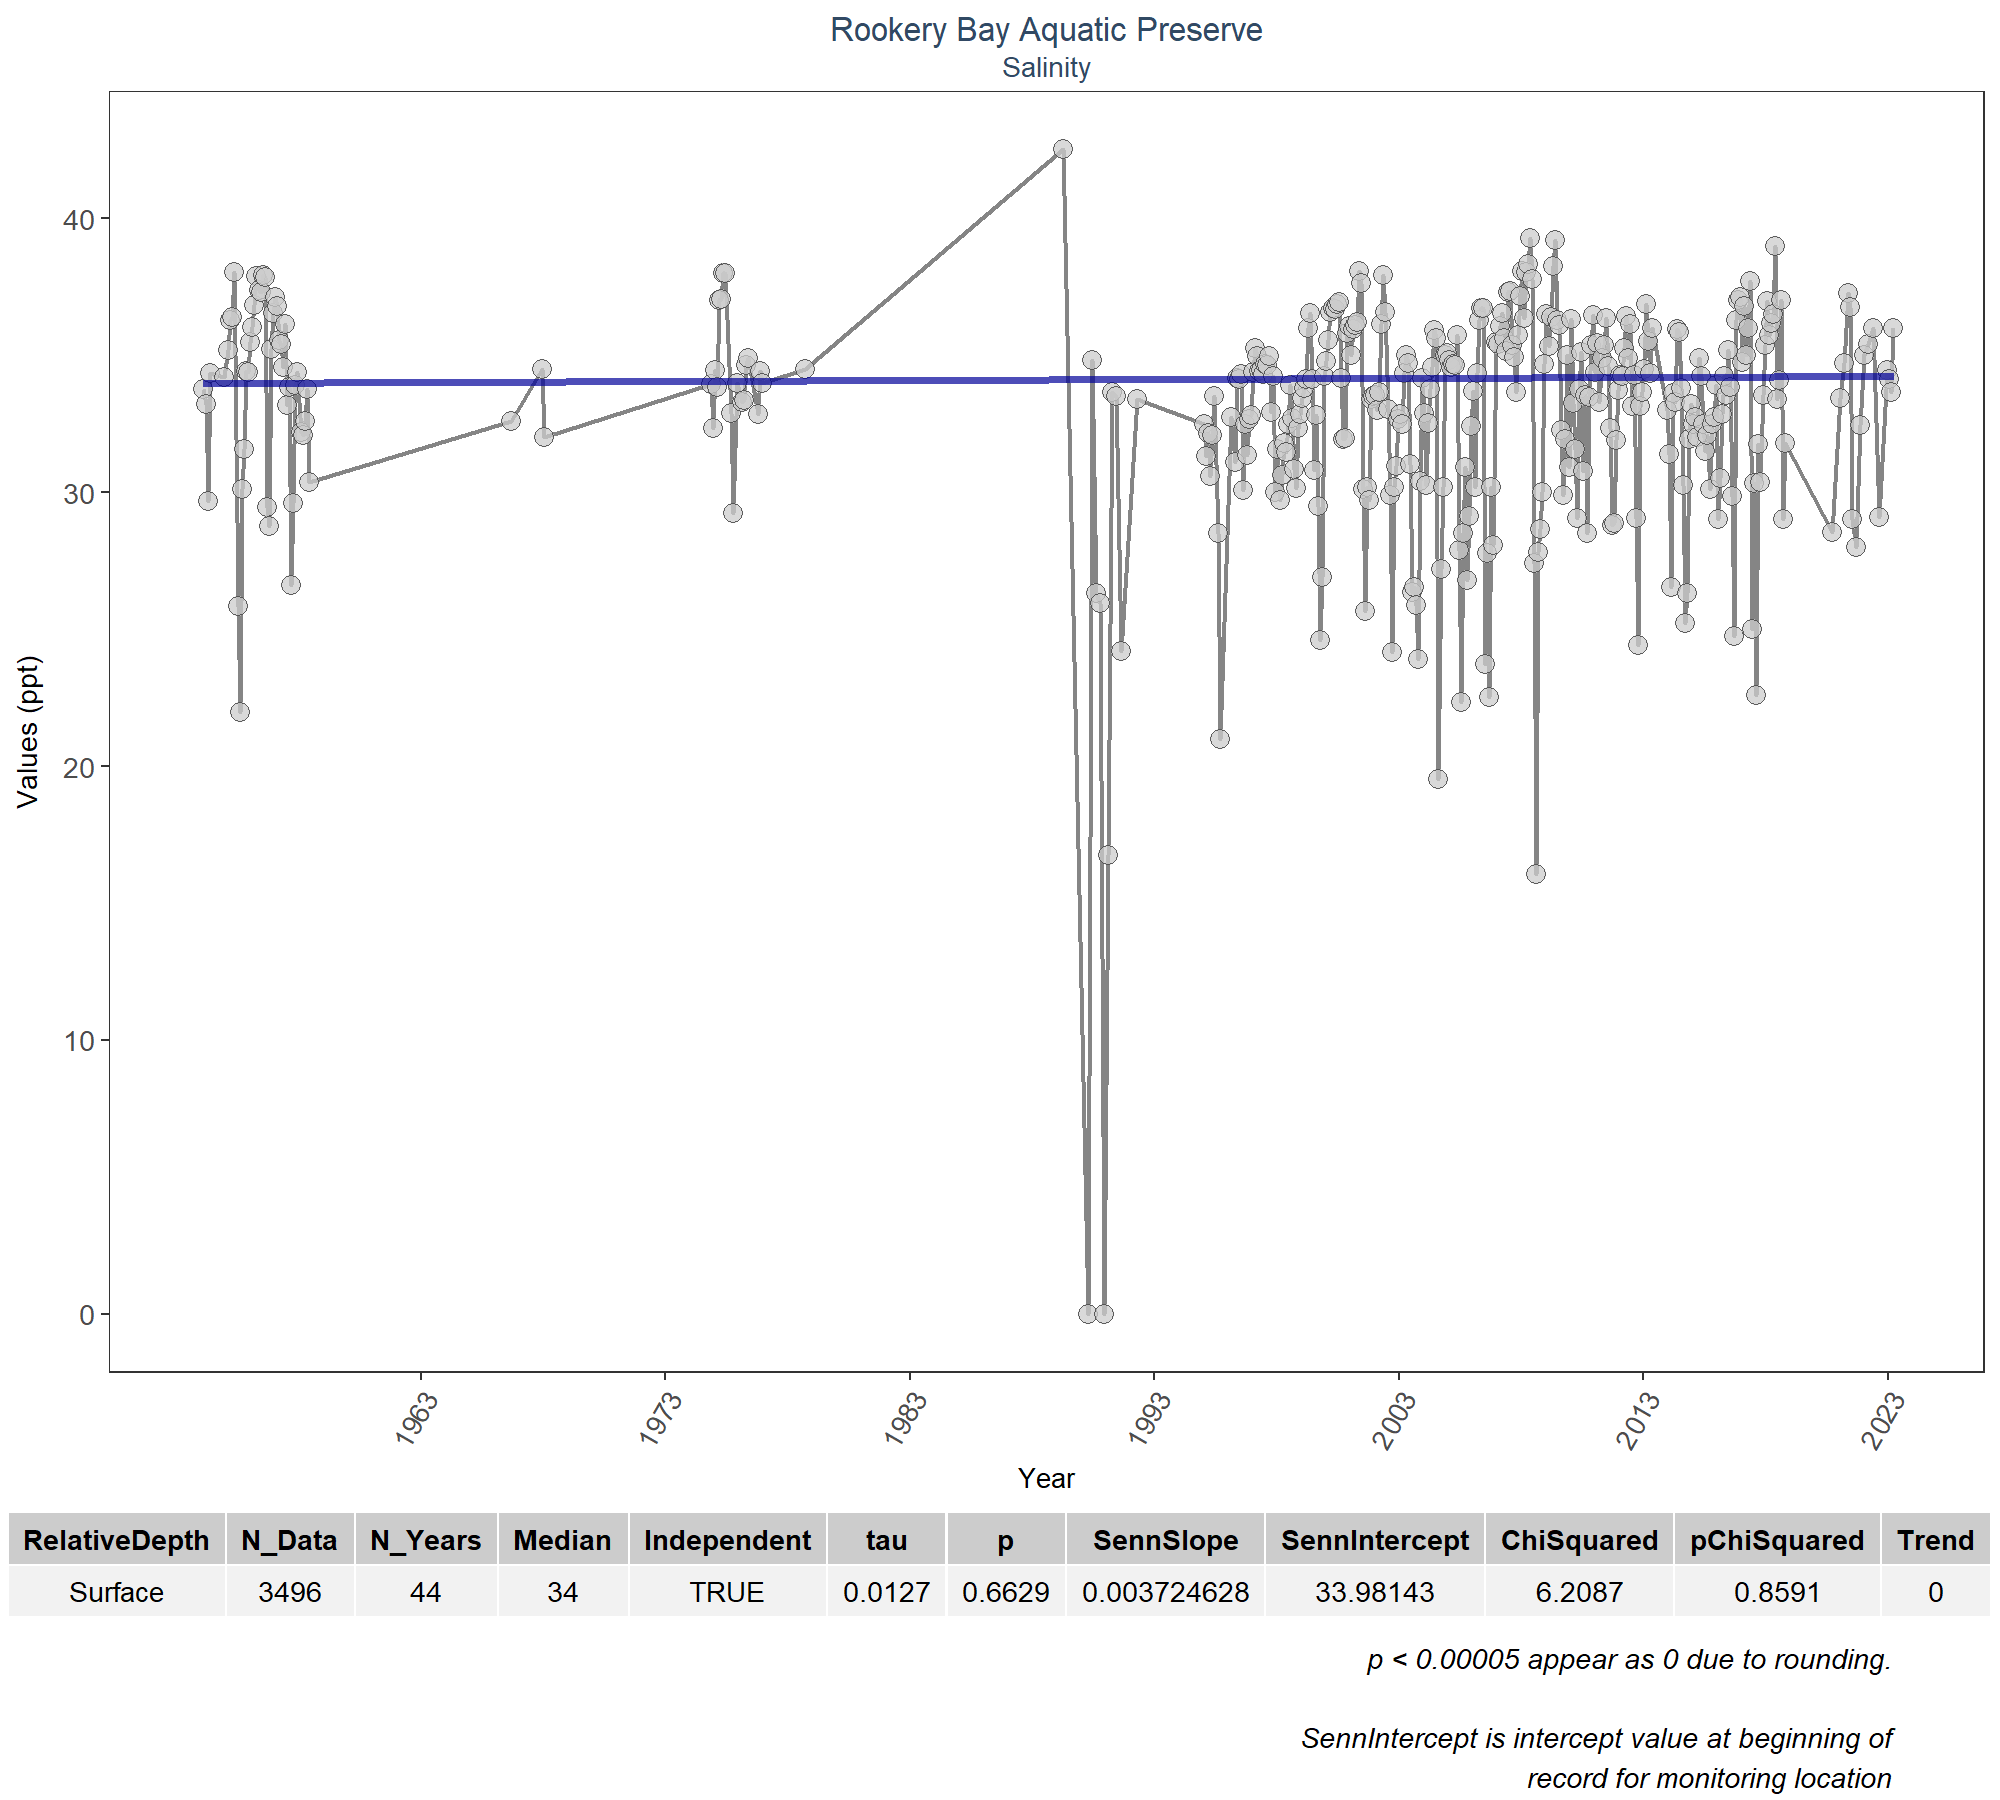 Rookery Bay Aquatic Preserve
Salinity
Values (ppt)
40
30
20
10
0
1963 1973 1983 1993 2003 2013 2023
Year
RelativeDepth N_Data N_Years Median Independent tau p SennSlope SennIntercept ChiSquared pChiSquared Trend
Surface 3496 44 34 TRUE 0.0127 0.6629 0.003724628 33.98143 6.2087 0.8591 0
p < 0.00005 appear as 0 due to rounding.
SennIntercept is intercept value at beginning of
record for monitoring location